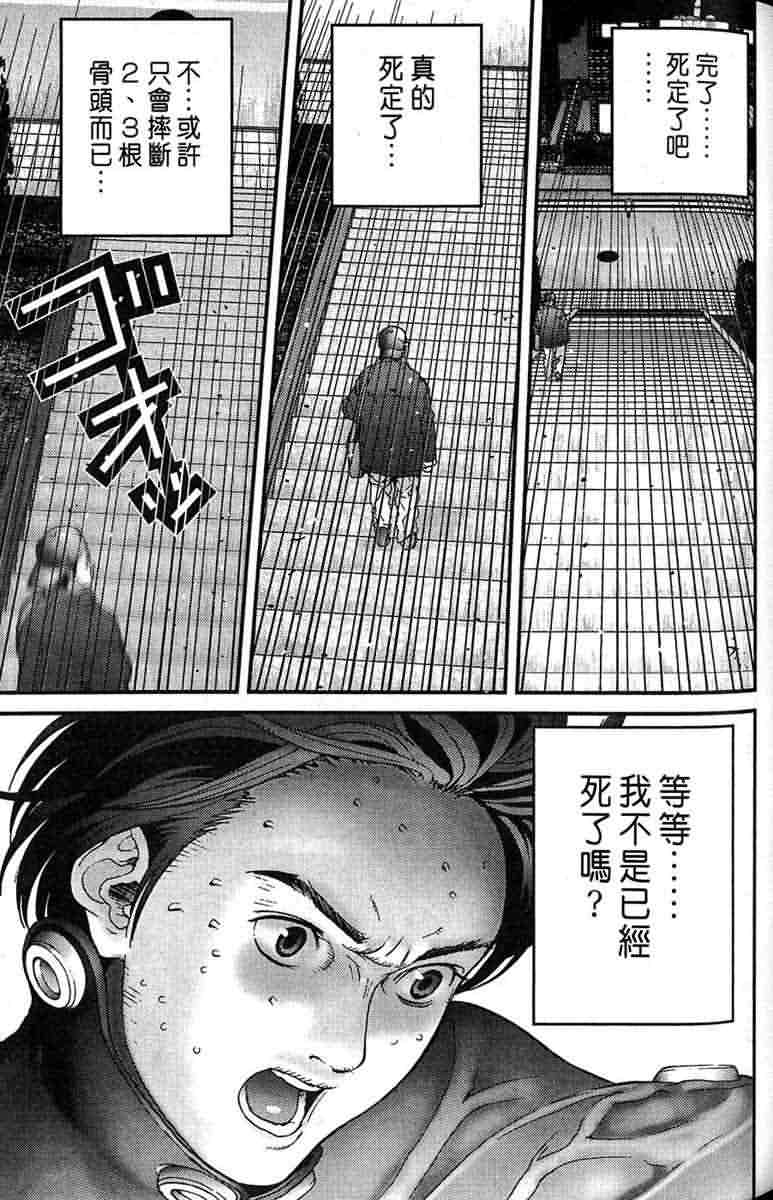 完了……
死定了吧
……
真的
死定了…
不…或許
只會摔斷
2、3根
骨頭而已…
ゴキッ
等等……
我不是已經
死了嗎？